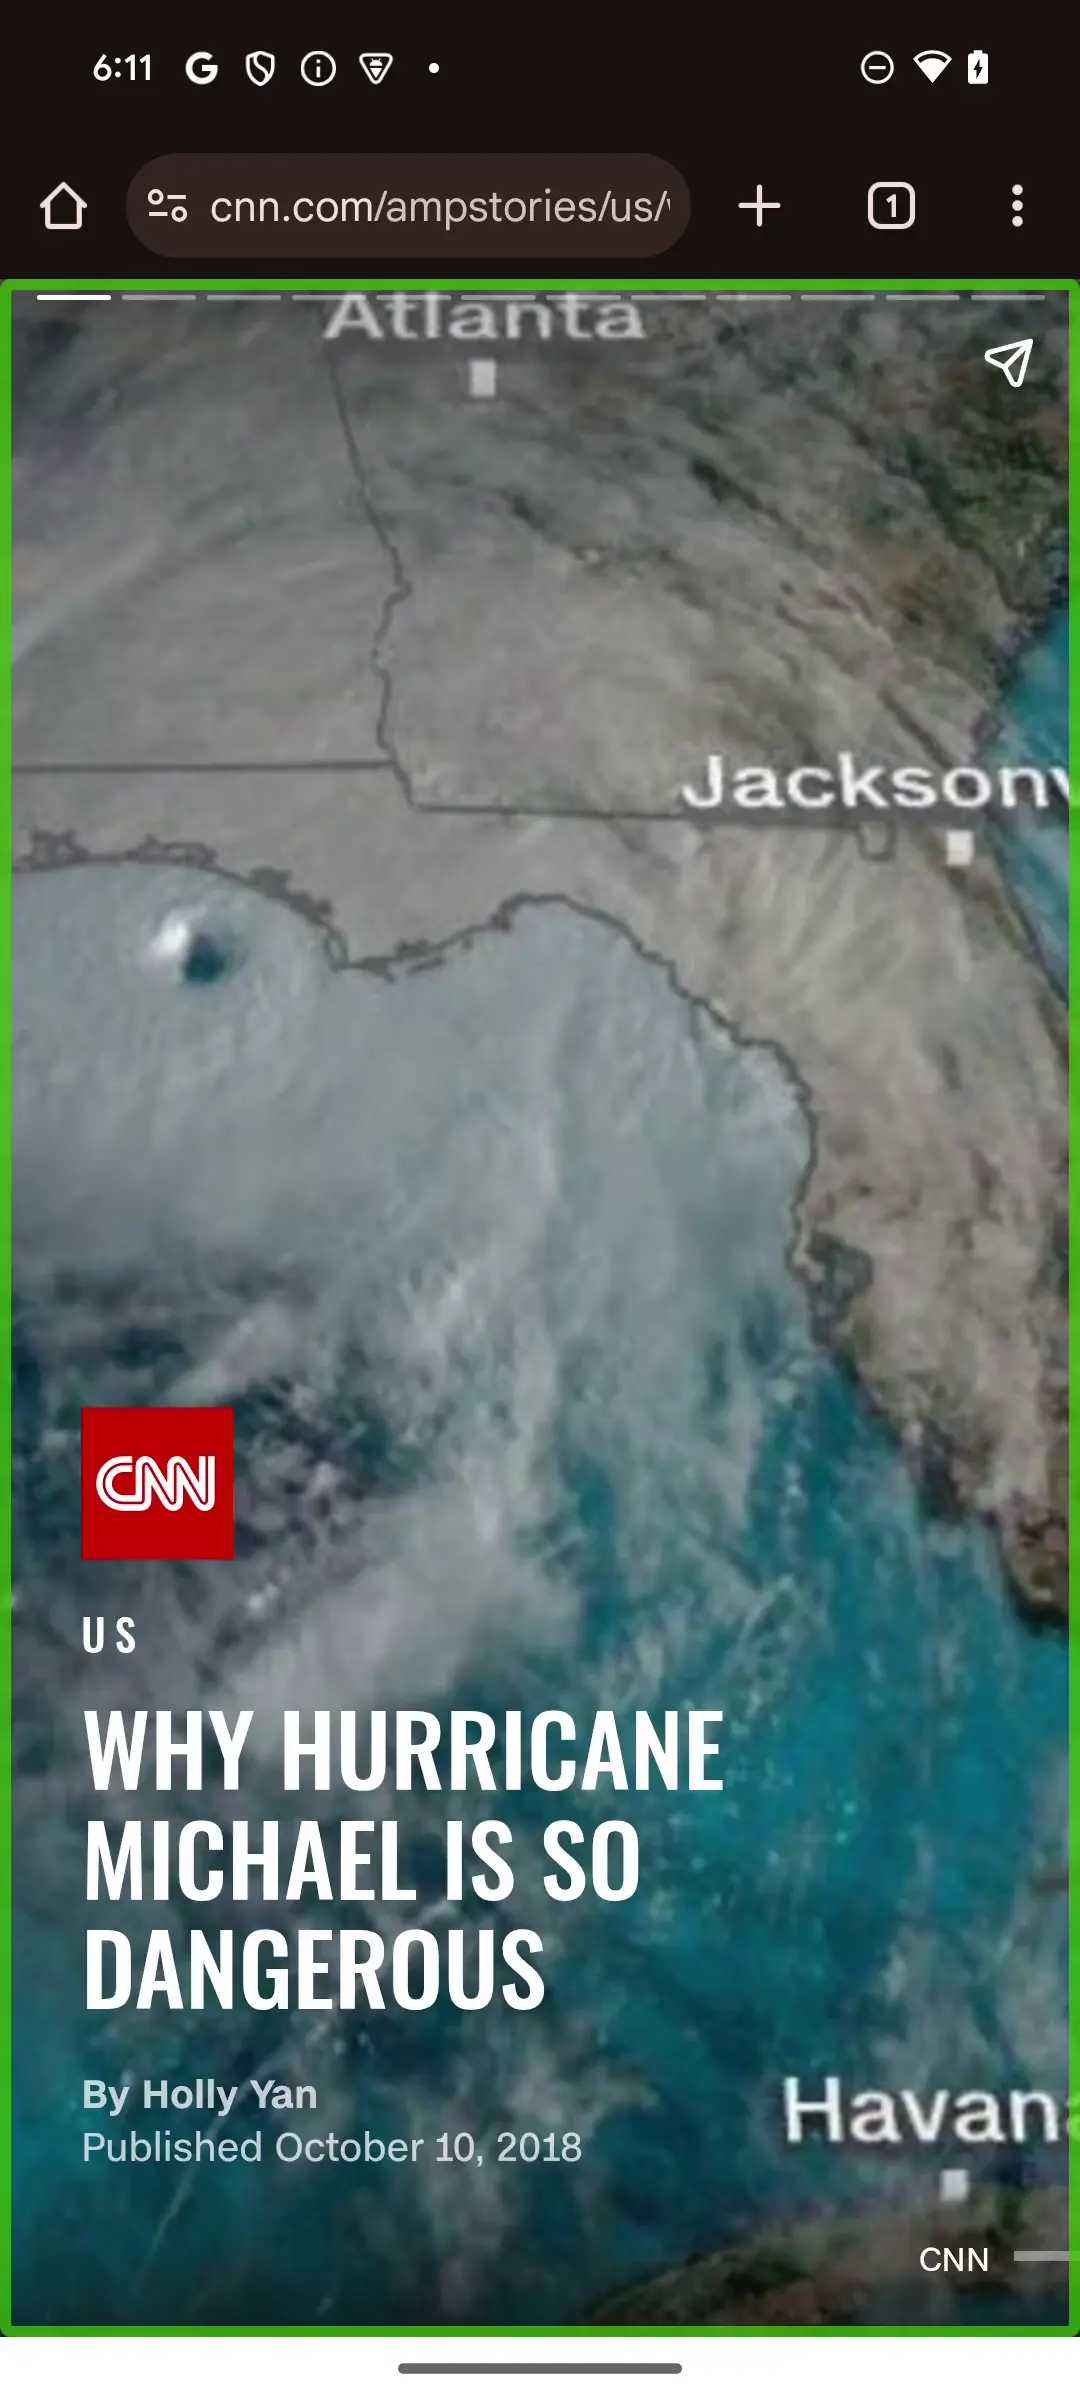 6:11
cnn.com/ampstories/us/
1
Atlanta
Jacksonv
CNN
US
WHY HURRICANE
MICHAEL IS SO
DANGEROUS
By Holly Yan
Published October 10, 2018
Havana
CNN